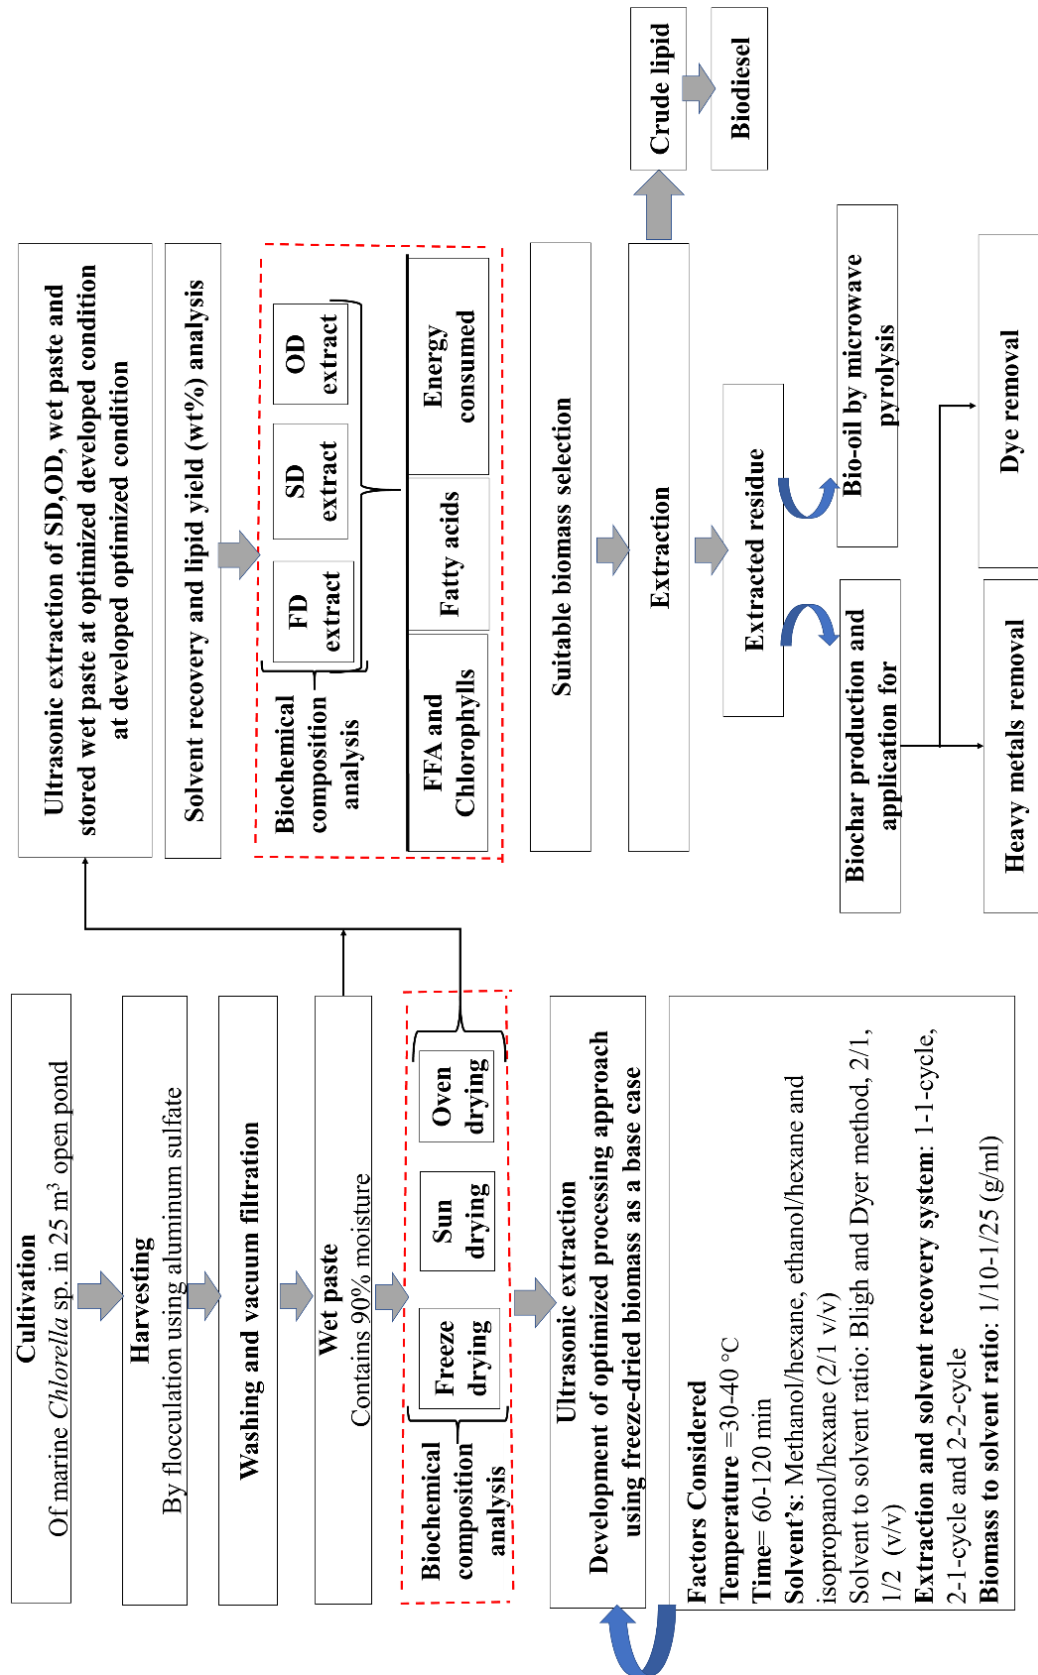 Cultivation
Of marine Chlorella sp. in 25 m³ open pond
Harvesting
By flocculation using aluminum sulfate
Washing and vacuum filtration
Wet paste
Contains 90% moisture
Biochemical
composition
analysis
Freeze
drying
Sun
drying
Oven
drying
Ultrasonic extraction
Development of optimized processing approach
using freeze-dried biomass as a base case
Factors Considered
Temperature =30-40 °C
Time= 60-120 min
Solvent’s: Methanol/hexane, ethanol/hexane and
isopropanol/hexane (2/1 v/v)
Solvent to solvent ratio: Bligh and Dyer method, 2/1,
1/2 (v/v)
Extraction and solvent recovery system: 1-1-cycle,
2-1-cycle and 2-2-cycle
Biomass to solvent ratio: 1/10-1/25 (g/ml)
Ultrasonic extraction of SD,OD, wet paste and
stored wet paste at optimized developed condition
at developed optimized condition
Solvent recovery and lipid yield (wt%) analysis
Biochemical
composition
analysis
FD
extract
SD
extract
OD
extract
FFA and
Chlorophylls
Fatty acids
Energy
consumed
Suitable biomass selection
Extraction
Crude lipid
Biodiesel
Extracted residue
Biochar production and
application for
Bio-oil by microwave
pyrolysis
Heavy metals removal
Dye removal